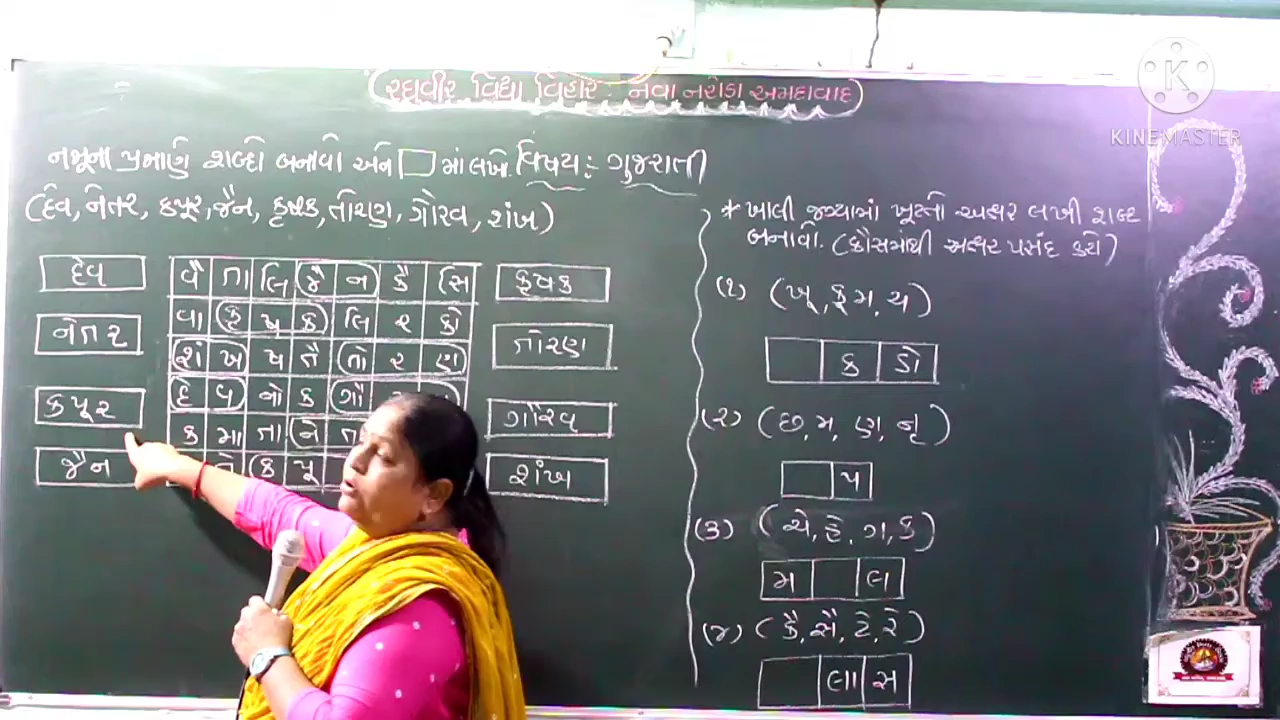 રઘુવીર વિદ્યા વિહાર : નવા નરોડા અમદાવાદ
KINEMASTER
નમૂના પ્રમાણે શબ્દો બનાવો અને માં લખો. વિષય : ગુજરાતી
(દેવ, નેતર, કપૂર, જૈન, કૃષક, તોરણ, ગૌરવ, શંખ)
દેવ
નેતર
કપૂર
જૈન
વૈ તા લિ જૈ ન કૈ સિ
વા કૃ ષ ક લિ ર કો
શં ખ ષ તૈ તો ર ણ
દે વ નો ક ગૌ
ક મા તા ને ત
તે ક પૂ
કૃષક
તોરણ
ગૌરવ
શંખ
* ખાલી જગ્યામાં ખૂટતો અક્ષર લખી શબ્દ
બનાવો. (કૌંસમાંથી અક્ષર પસંદ કરો)
(૧) (ખૂ, કૂ, મ, ય)
ક ડો
(૨) (છ, મ, ણ, નૃ)
પ
(૩) (ચે, હે, ગ, ક)
મ લ
(૪) (કૈ, સૈ, ટે, રે)
લા સ